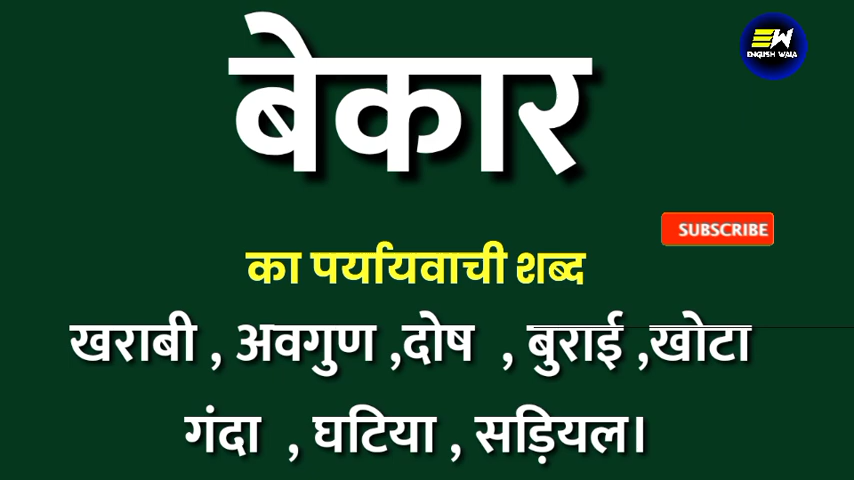 बेकार
EW
ENGLISH WALA
SUBSCRIBE
का पर्यायवाची शब्द
खराबी , अवगुण ,दोष , बुराई ,खोटा
गंदा , घटिया , सड़ियल।